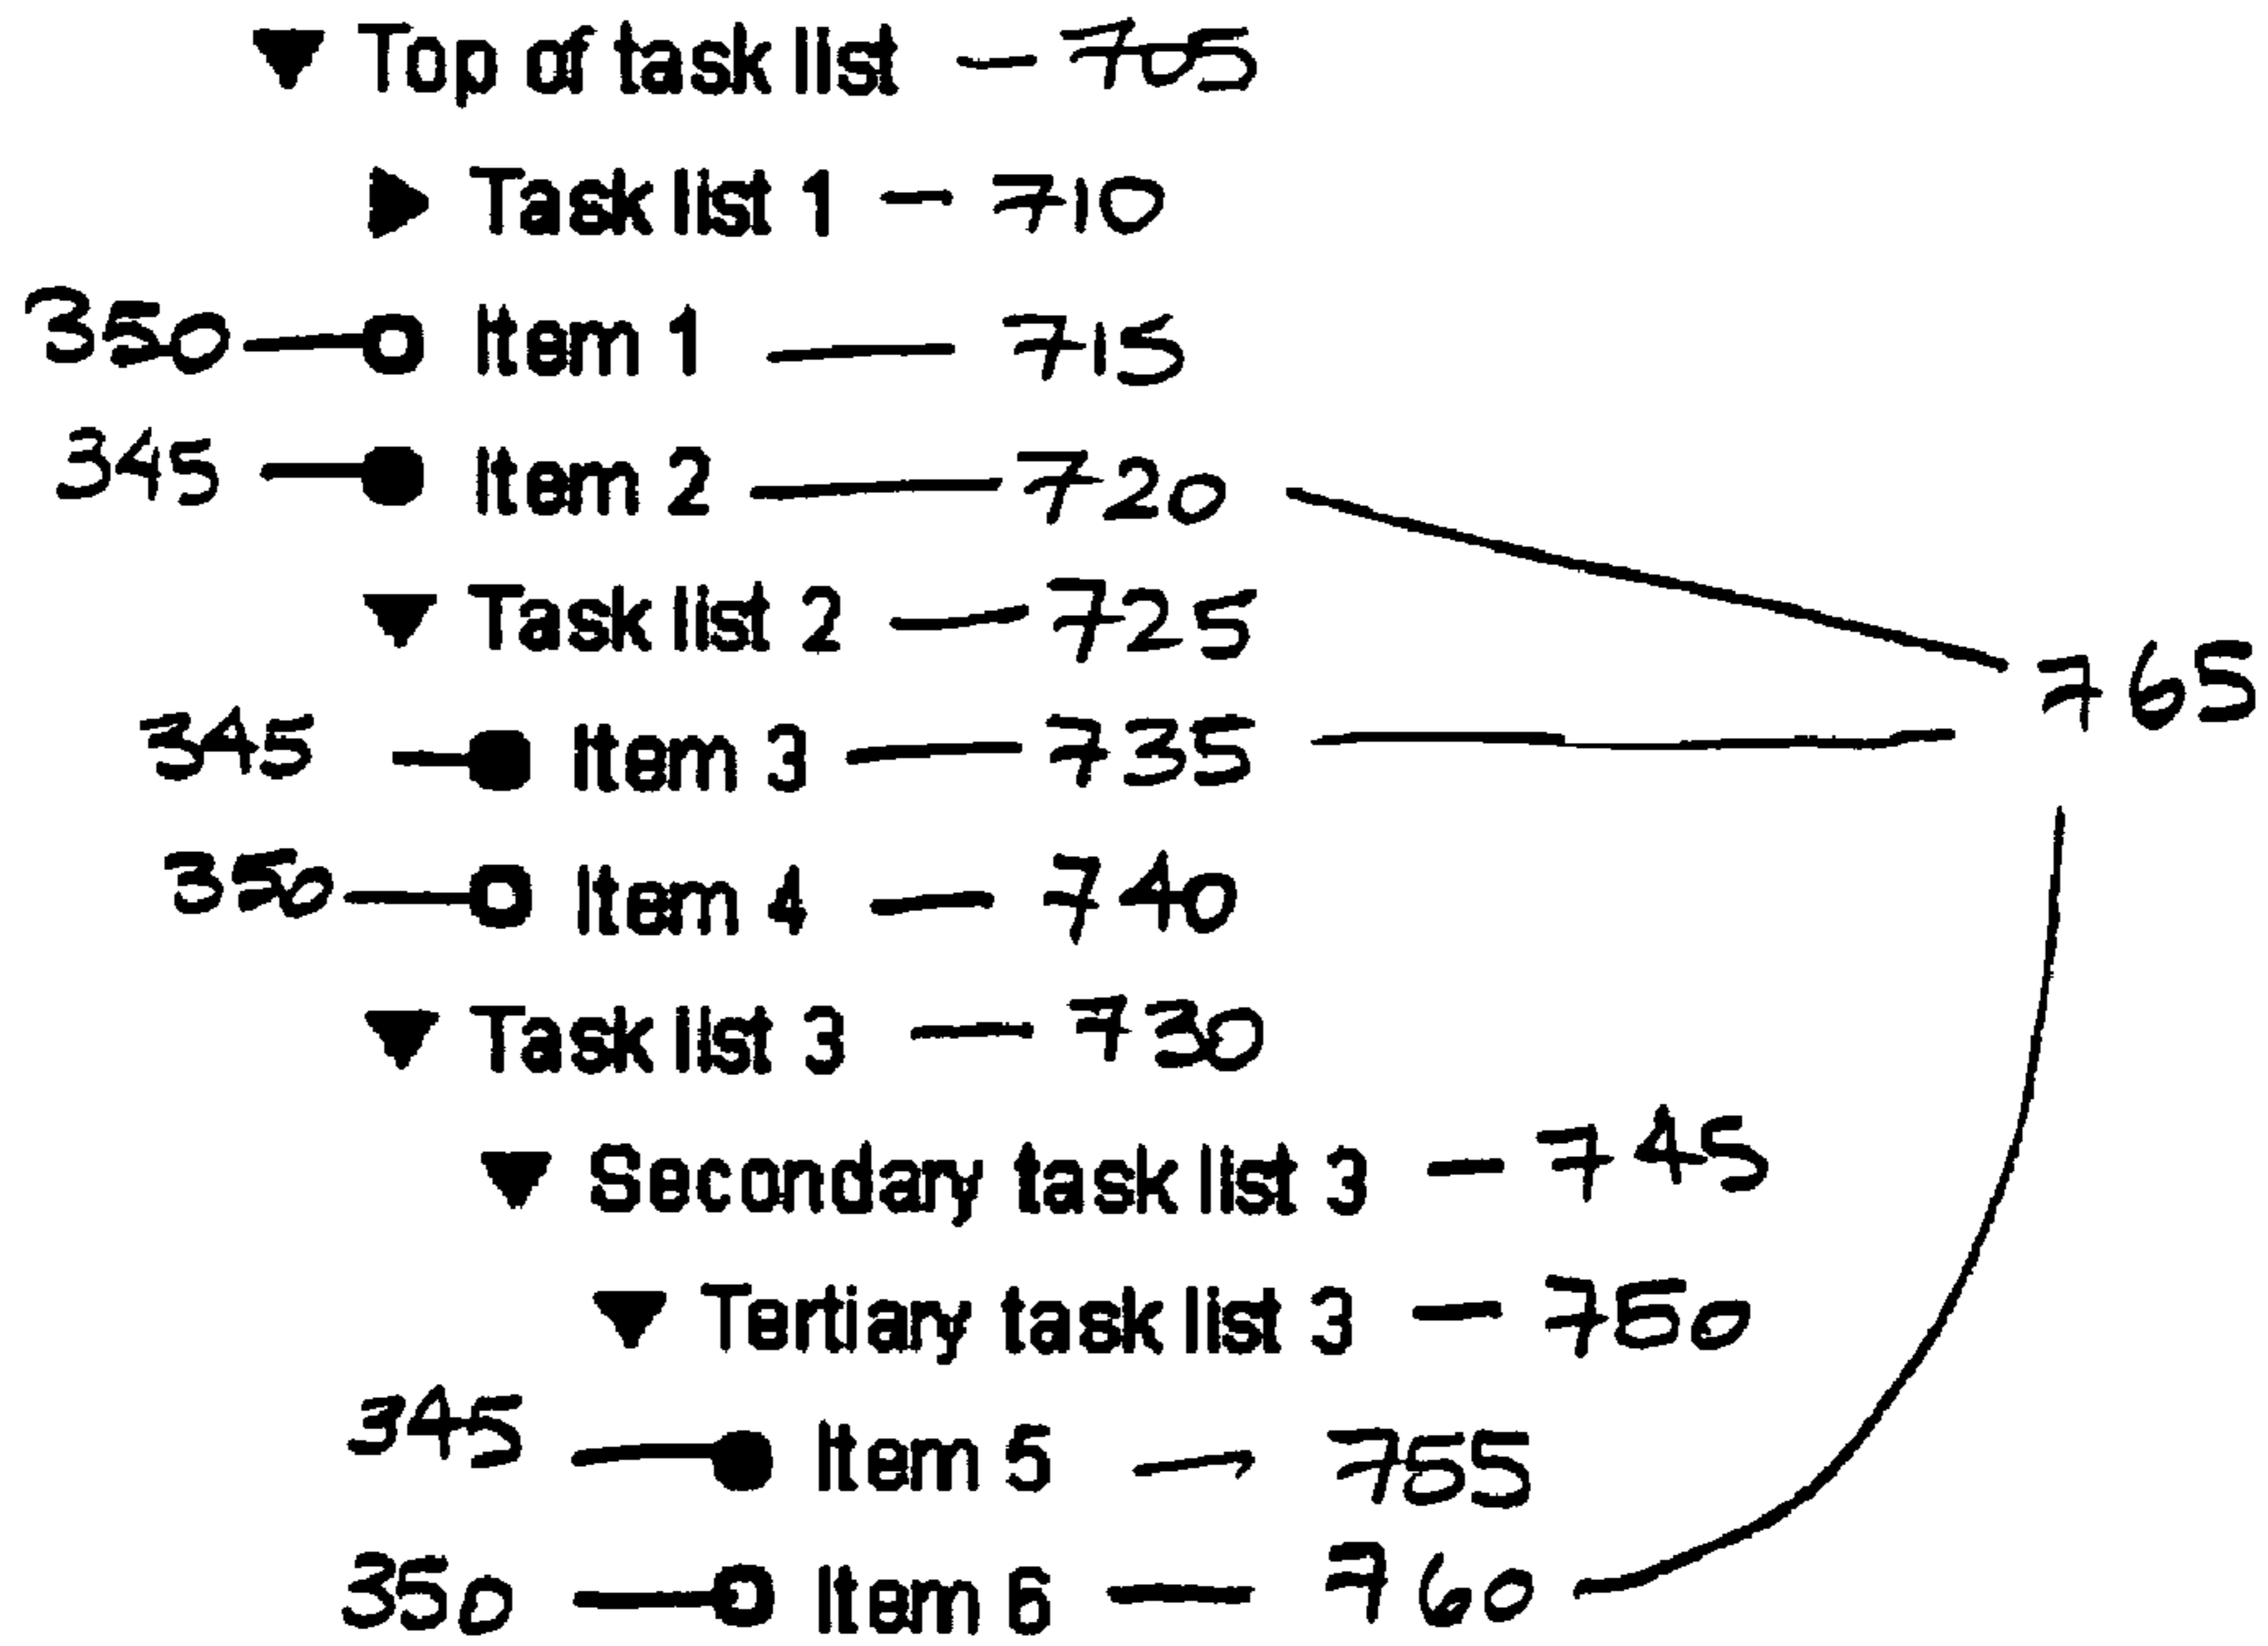 ▼ Top of task list — 705
▶ Task list 1 — 710
350 — Item 1 — 715
345 — Item 2 — 720
▼ Task list 2 — 725
765
345 — Item 3 — 735
350 — Item 4 — 740
▼ Task list 3 — 730
▼ Secondary task list 3 — 745
▼ Tertiary task list 3 — 750
345 — Item 5 — 755
350 — Item 6 — 760